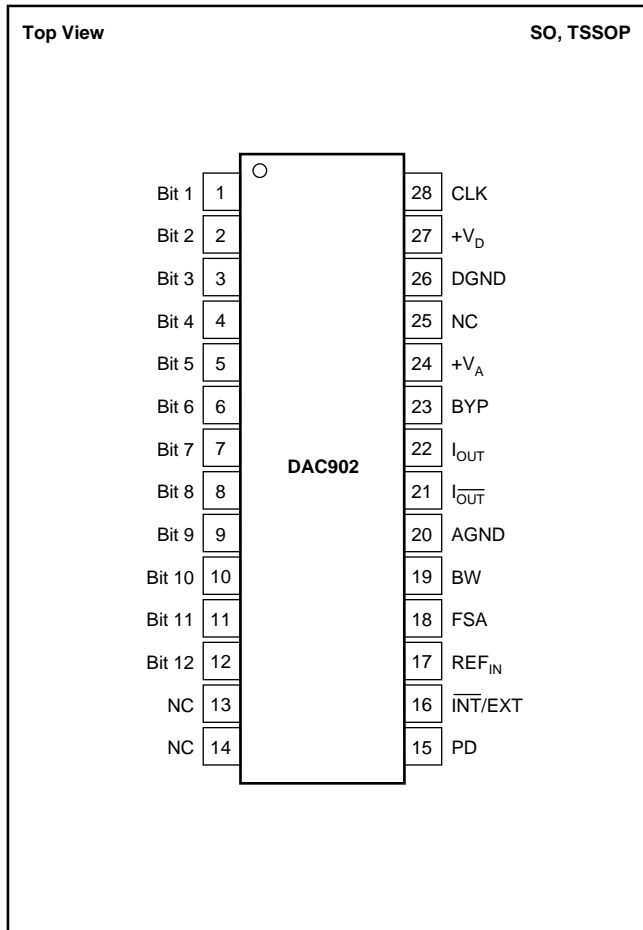 Top View SO, TSSOP
Bit 1 1 28 CLK
Bit 2 2 27 +V_D
Bit 3 3 26 DGND
Bit 4 4 25 NC
Bit 5 5 24 +V_A
Bit 6 6 23 BYP
Bit 7 7 22 I_OUT
DAC902
Bit 8 8 21 I_O̅U̅T̅
Bit 9 9 20 AGND
Bit 10 10 19 BW
Bit 11 11 18 FSA
Bit 12 12 17 REF_IN
NC 13 16 I̅N̅T̅/EXT
NC 14 15 PD